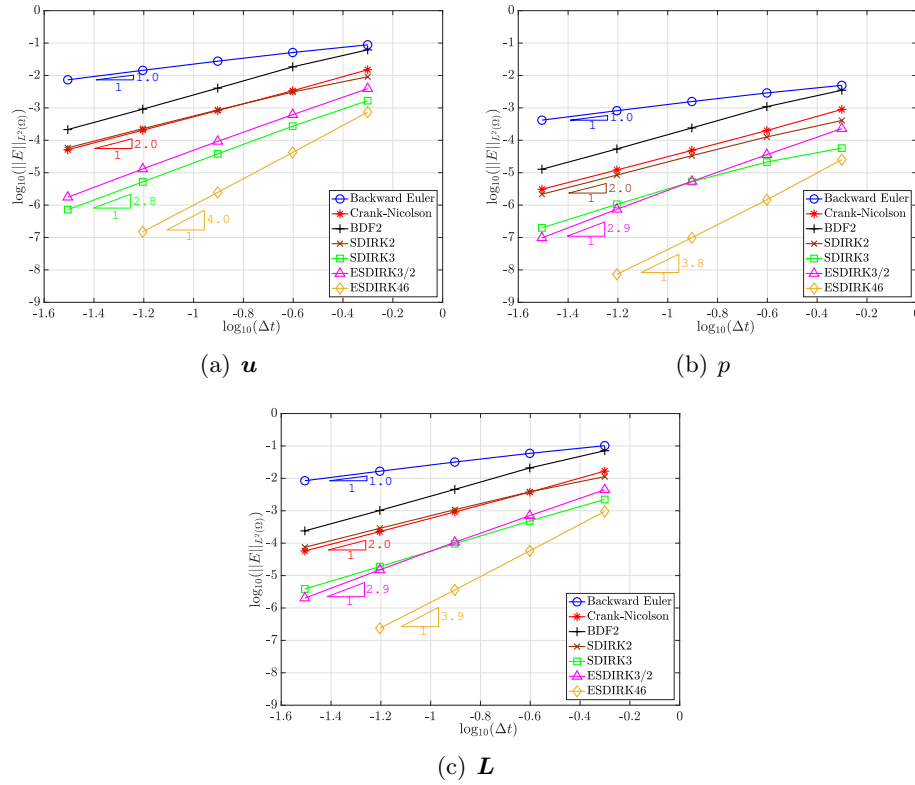 0
-1
-2
-3
-4
-5
-6
-7
-8
-9
log₁₀(||E||_{L²(Ω)})
1.0
1
2.0
1
2.8
1
4.0
1
Backward Euler
Crank-Nicolson
BDF2
SDIRK2
SDIRK3
ESDIRK3/2
ESDIRK46
-1.6 -1.4 -1.2 -1 -0.8 -0.6 -0.4 -0.2 0
log₁₀(Δt)
(a) u
0
-1
-2
-3
-4
-5
-6
-7
-8
-9
log₁₀(||E||_{L²(Ω)})
1.0
1
2.0
1
2.9
1
3.8
1
Backward Euler
Crank-Nicolson
BDF2
SDIRK2
SDIRK3
ESDIRK3/2
ESDIRK46
-1.6 -1.4 -1.2 -1 -0.8 -0.6 -0.4 -0.2 0
log₁₀(Δt)
(b) p
0
-1
-2
-3
-4
-5
-6
-7
-8
-9
log₁₀(||E||_{L²(Ω)})
1.0
1
2.0
1
2.9
1
3.9
1
Backward Euler
Crank-Nicolson
BDF2
SDIRK2
SDIRK3
ESDIRK3/2
ESDIRK46
-1.6 -1.4 -1.2 -1 -0.8 -0.6 -0.4 -0.2 0
log₁₀(Δt)
(c) L